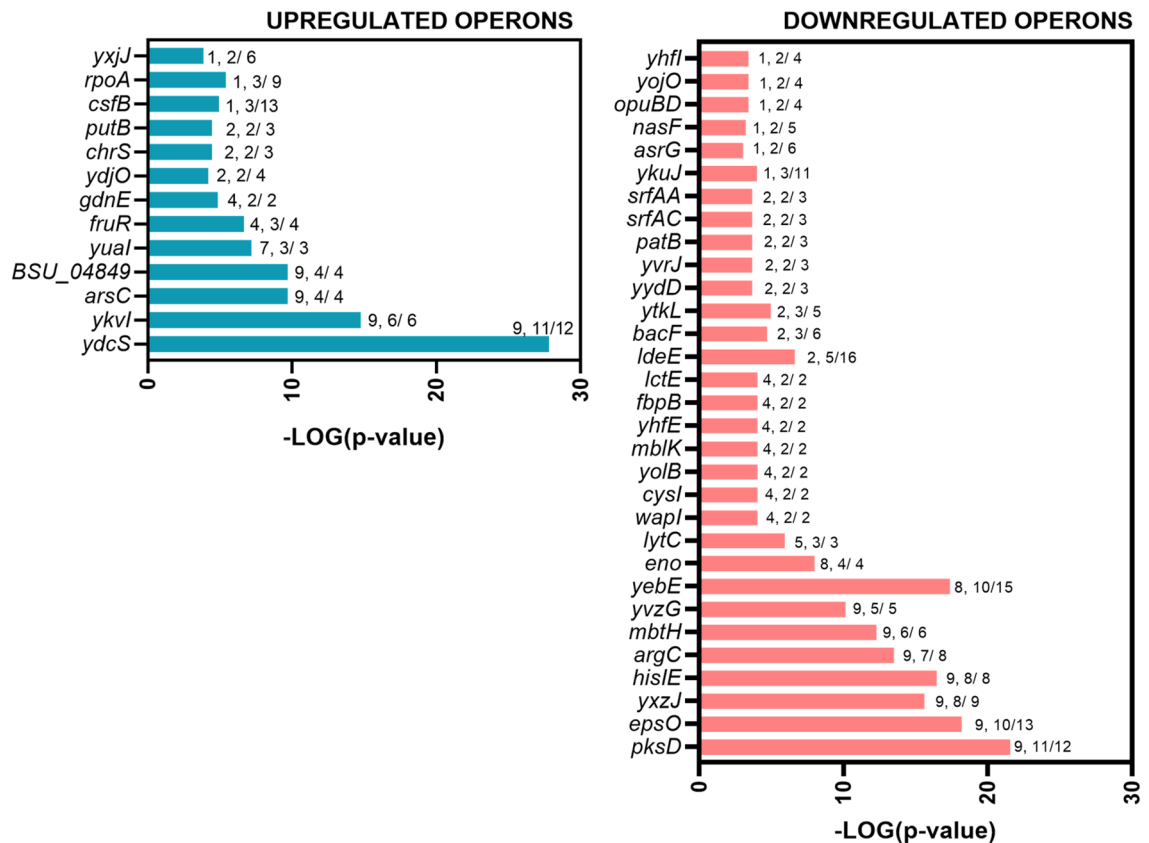 UPREGULATED OPERONS
yxjJ 1, 2/ 6
rpoA 1, 3/ 9
csfB 1, 3/13
putB 2, 2/ 3
chrS 2, 2/ 3
ydjO 2, 2/ 4
gdnE 4, 2/ 2
fruR 4, 3/ 4
yuaI 7, 3/ 3
BSU_04849 9, 4/ 4
arsC 9, 4/ 4
ykvI 9, 6/ 6
ydcS 9, 11/12
0 10 20 30
-LOG(p-value)
DOWNREGULATED OPERONS
yhfI 1, 2/ 4
yojO 1, 2/ 4
opuBD 1, 2/ 4
nasF 1, 2/ 5
asrG 1, 2/ 6
ykuJ 1, 3/11
srfAA 2, 2/ 3
srfAC 2, 2/ 3
patB 2, 2/ 3
yvrJ 2, 2/ 3
yydD 2, 2/ 3
ytkL 2, 3/ 5
bacF 2, 3/ 6
ldeE 2, 5/16
lctE 4, 2/ 2
fbpB 4, 2/ 2
yhfE 4, 2/ 2
mblK 4, 2/ 2
yolB 4, 2/ 2
cysI 4, 2/ 2
wapI 4, 2/ 2
lytC 5, 3/ 3
eno 8, 4/ 4
yebE 8, 10/15
yvzG 9, 5/ 5
mbtH 9, 6/ 6
argC 9, 7/ 8
hisIE 9, 8/ 8
yxzJ 9, 8/ 9
epsO 9, 10/13
pksD 9, 11/12
0 10 20 30
-LOG(p-value)